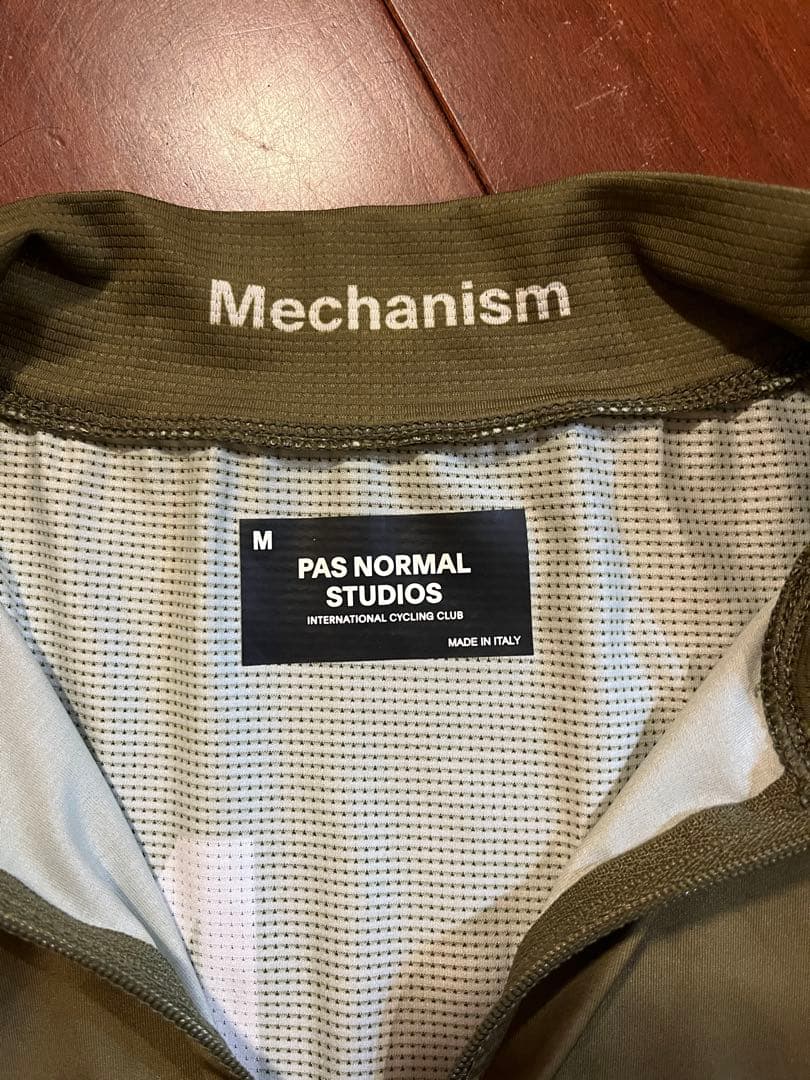 Mechanism
M
PAS NORMAL
STUDIOS
INTERNATIONAL CYCLING CLUB
MADE IN ITALY